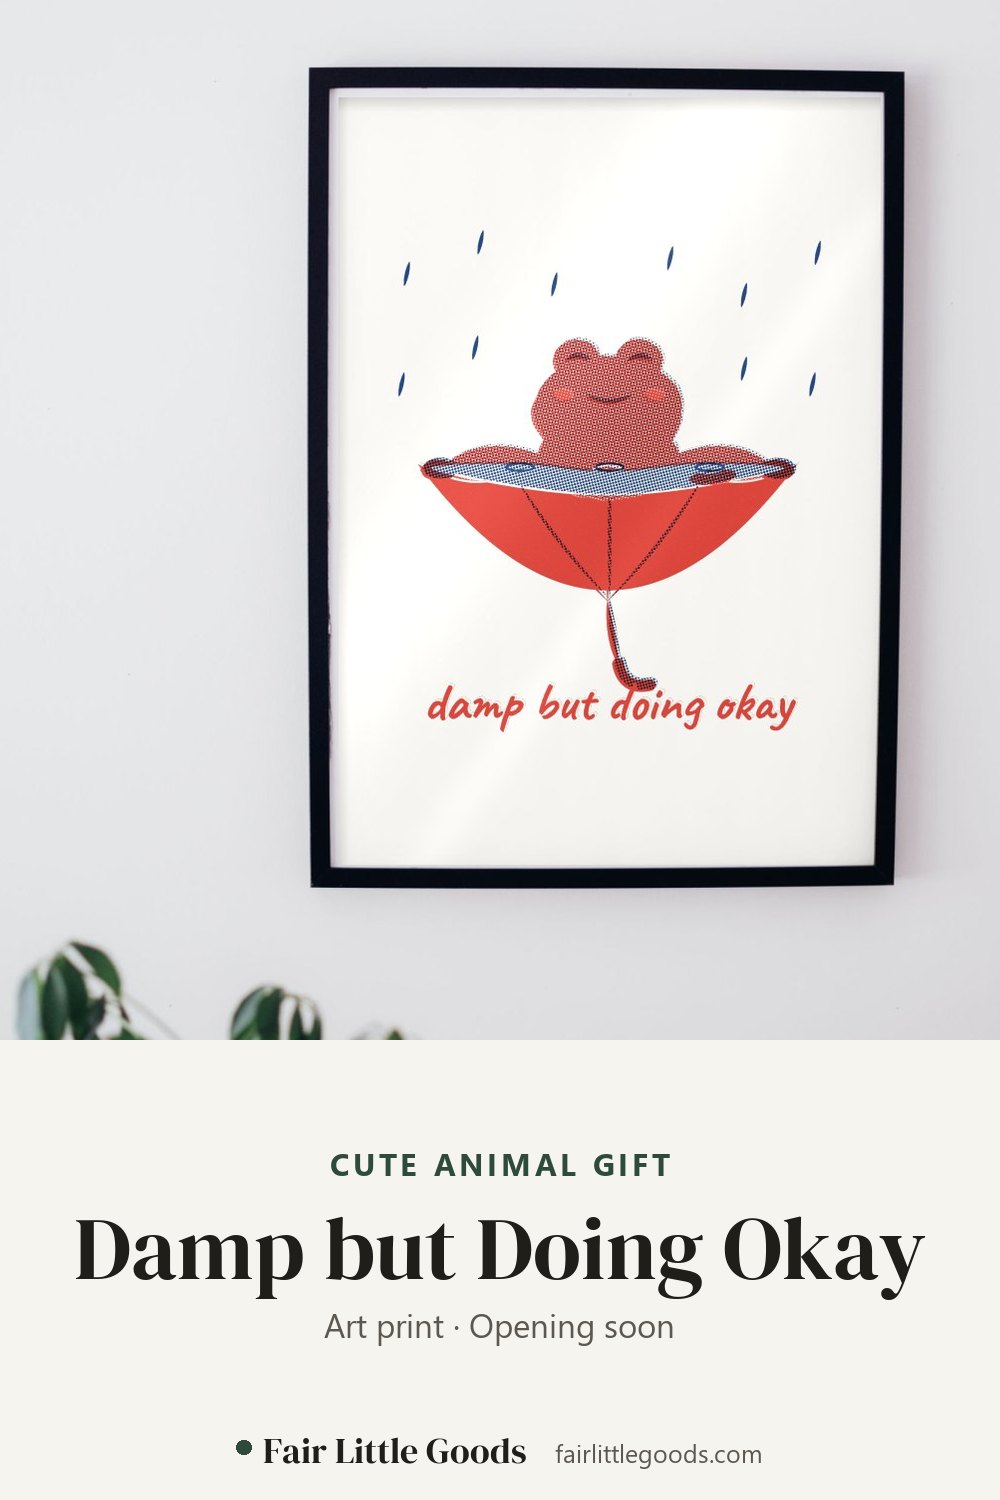 damp but doing okay
CUTE ANIMAL GIFT
Damp but Doing Okay
Art print · Opening soon
Fair Little Goods fairlittlegoods.com